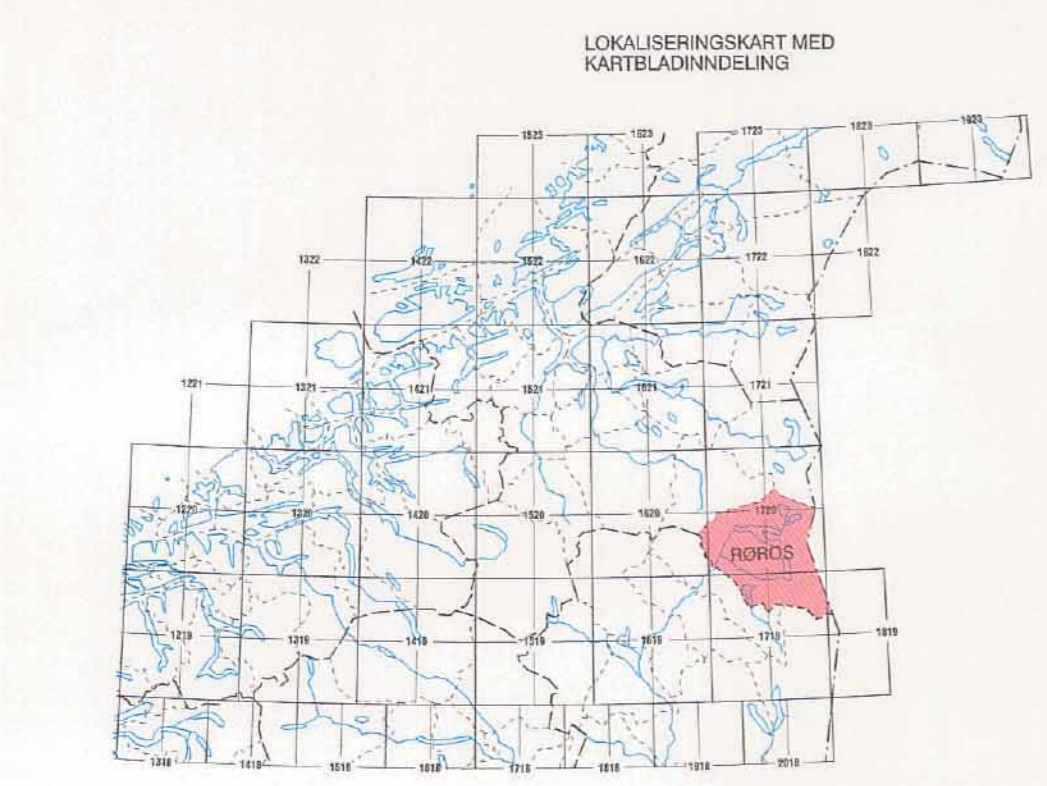 LOKALISERINGSKART MED
KARTBLADINNDELING
1523 1623 1723 1823 1923
1322 1422 1522 1622 1722 1822
1221 1321 1421 1521 1621 1721
1220 1320 1420 1520 1620 1720
RØROS
1219 1319 1419 1519 1619 1719 1819
1318 1418 1518 1618 1718 1818 1918 2018